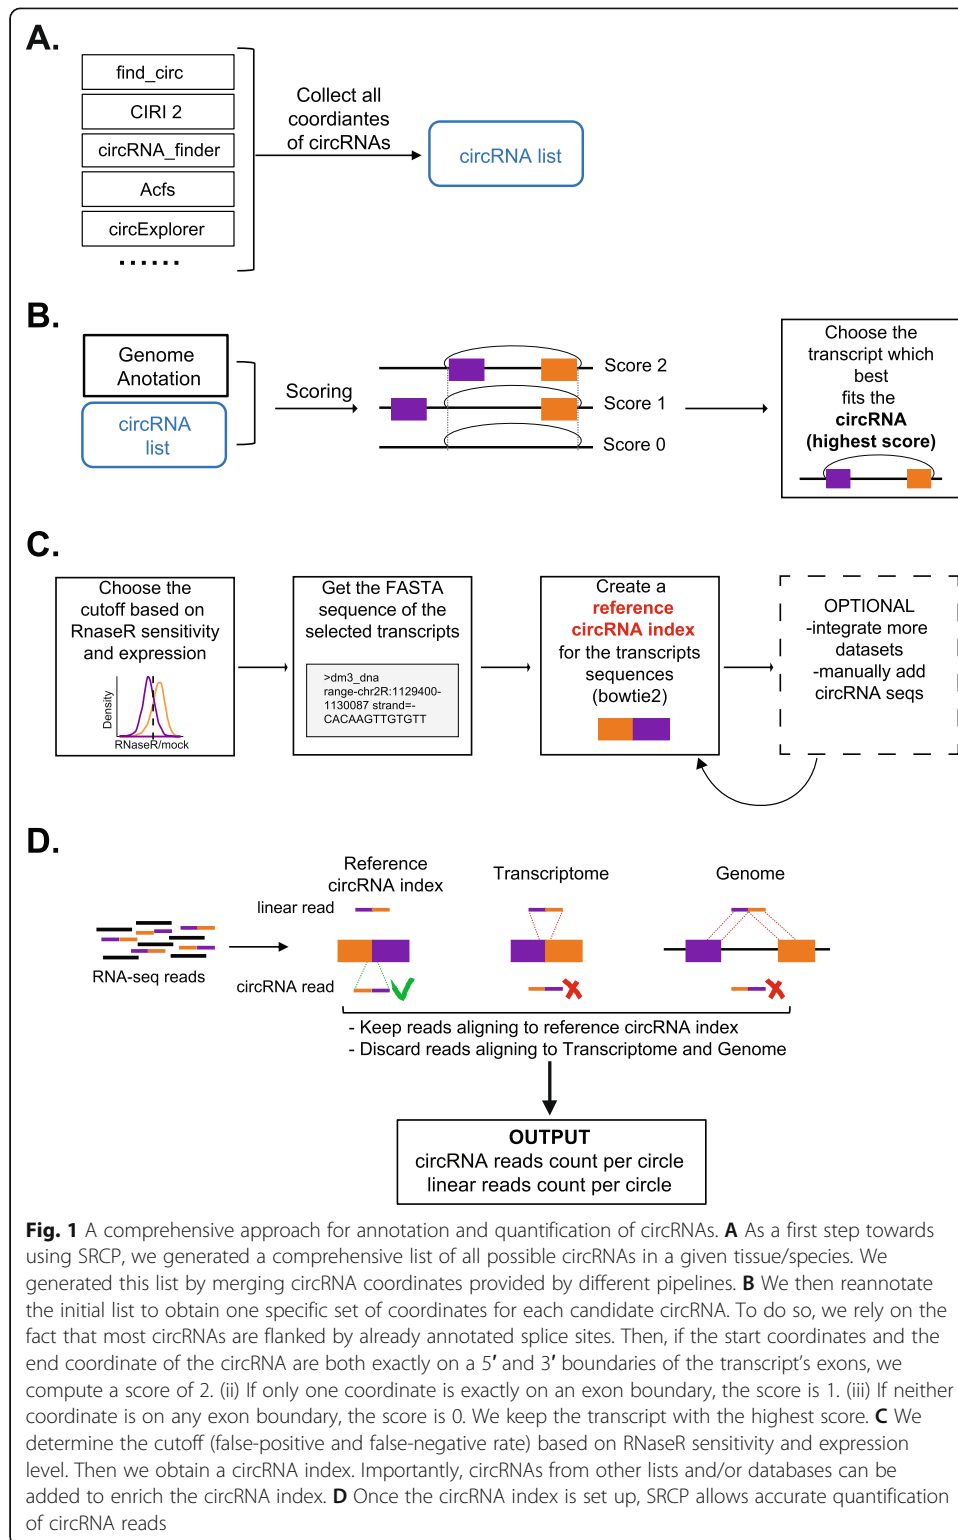 A.
find_circ
CIRI 2
circRNA_finder
Acfs
circExplorer
......
Collect all
coordiantes
of circRNAs
circRNA list
B.
Genome
Anotation
circRNA
list
Scoring
Score 2
Score 1
Score 0
Choose the
transcript which
best
fits the
circRNA
(highest score)
C.
Choose the
cutoff based on
RnaseR sensitivity
and expression
Density
RNaseR/mock
Get the FASTA
sequence of the
selected transcripts
>dm3_dna
range-chr2R:1129400-
1130087 strand=-
CACAAGTTGTGTT
Create a
reference
circRNA index
for the transcripts
sequences
(bowtie2)
OPTIONAL
-integrate more
datasets
-manually add
circRNA seqs
D.
RNA-seq reads
Reference
circRNA index
Transcriptome
Genome
linear read
circRNA read
- Keep reads aligning to reference circRNA index
- Discard reads aligning to Transcriptome and Genome
OUTPUT
circRNA reads count per circle
linear reads count per circle
Fig. 1 A comprehensive approach for annotation and quantification of circRNAs. A As a first step towards
using SRCP, we generated a comprehensive list of all possible circRNAs in a given tissue/species. We
generated this list by merging circRNA coordinates provided by different pipelines. B We then reannotate
the initial list to obtain one specific set of coordinates for each candidate circRNA. To do so, we rely on the
fact that most circRNAs are flanked by already annotated splice sites. Then, if the start coordinates and the
end coordinate of the circRNA are both exactly on a 5′ and 3′ boundaries of the transcript's exons, we
compute a score of 2. (ii) If only one coordinate is exactly on an exon boundary, the score is 1. (iii) If neither
coordinate is on any exon boundary, the score is 0. We keep the transcript with the highest score. C We
determine the cutoff (false-positive and false-negative rate) based on RNaseR sensitivity and expression
level. Then we obtain a circRNA index. Importantly, circRNAs from other lists and/or databases can be
added to enrich the circRNA index. D Once the circRNA index is set up, SRCP allows accurate quantification
of circRNA reads